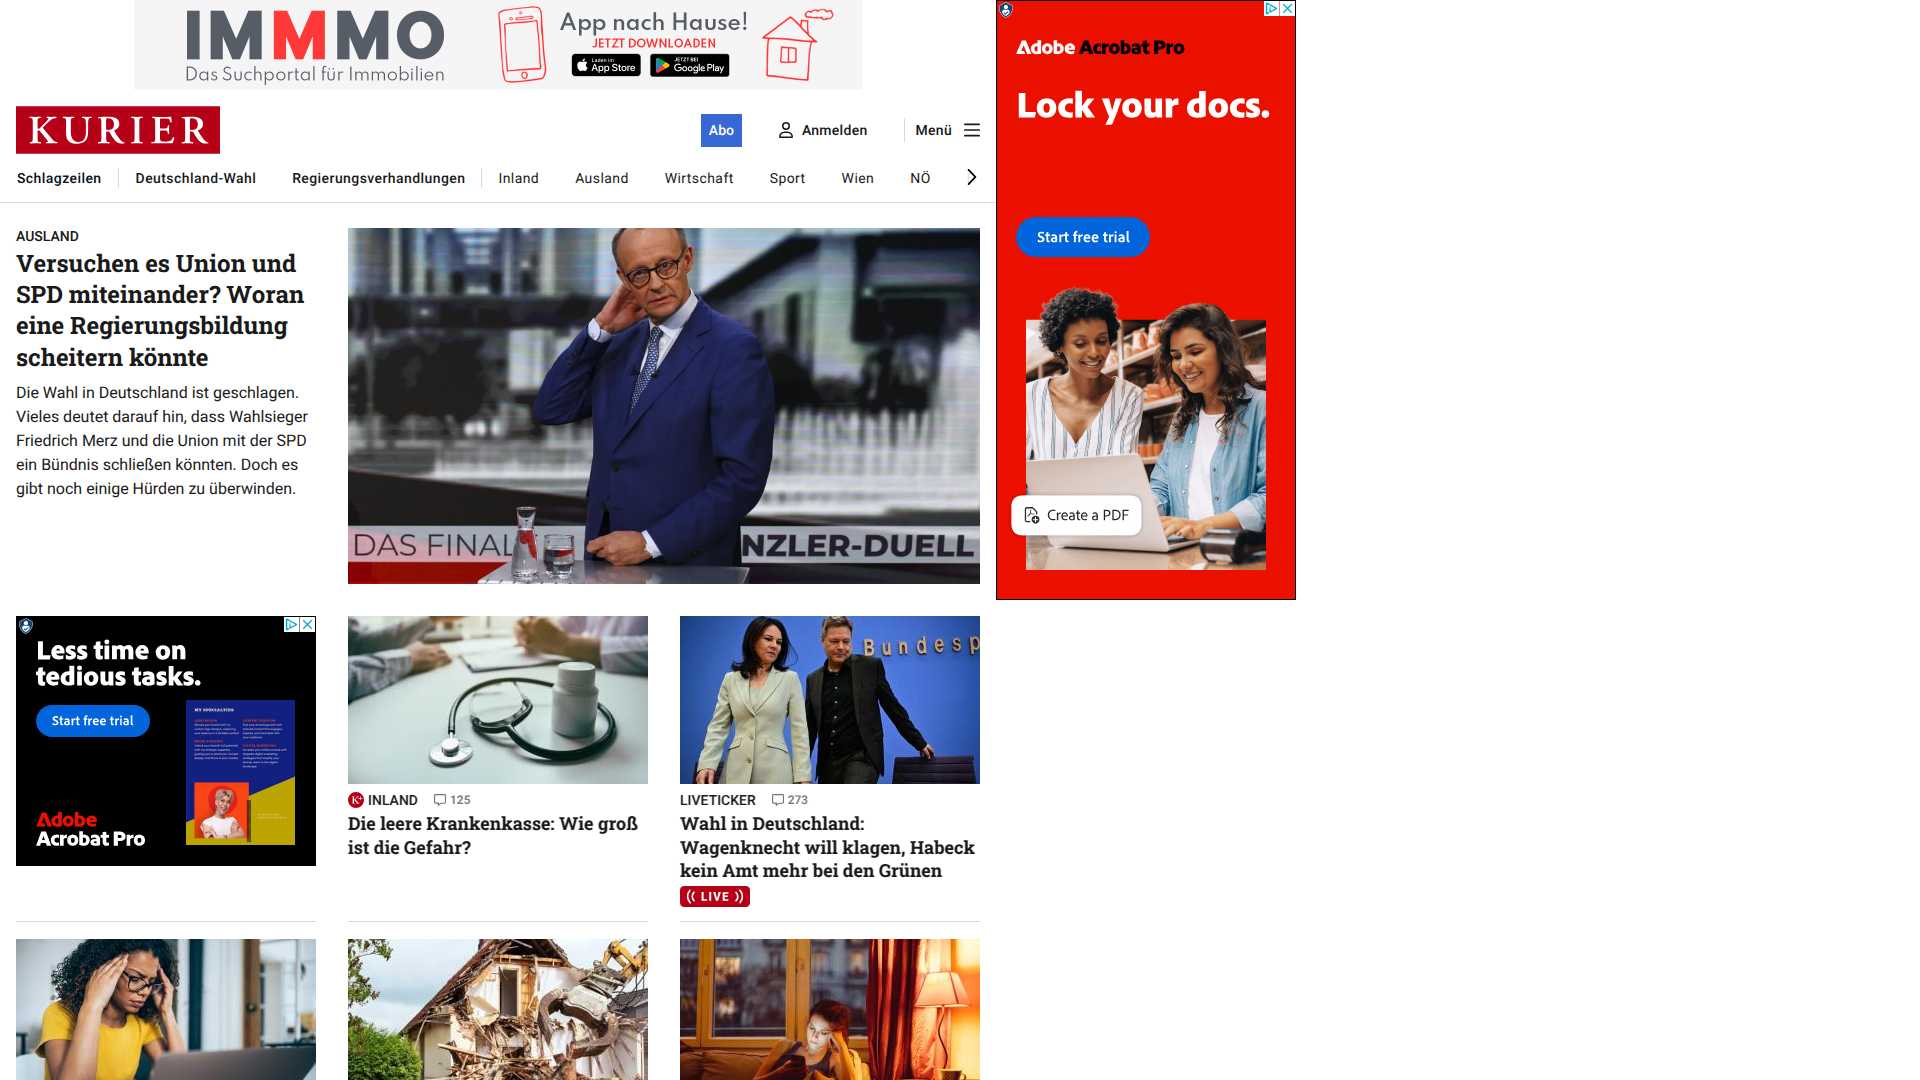 IMMMO
Das Suchportal für Immobilien
App nach Hause!
JETZT DOWNLOADEN
Laden im
App Store
JETZT BEI
Google Play
KURIER
Abo
Anmelden
Menü
Schlagzeilen
Deutschland-Wahl
Regierungsverhandlungen
Inland
Ausland
Wirtschaft
Sport
Wien
NÖ
AUSLAND
Versuchen es Union und
SPD miteinander? Woran
eine Regierungsbildung
scheitern könnte
Die Wahl in Deutschland ist geschlagen.
Vieles deutet darauf hin, dass Wahlsieger
Friedrich Merz und die Union mit der SPD
ein Bündnis schließen könnten. Doch es
gibt noch einige Hürden zu überwinden.
DAS FINAL
NZLER-DUELL
Adobe Acrobat Pro
Lock your docs.
Start free trial
Create a PDF
Less time on
tedious tasks.
Start free trial
MY SPECIALTIES
Adobe
Acrobat Pro
K+ INLAND 125
Die leere Krankenkasse: Wie groß
ist die Gefahr?
Bundesp
LIVETICKER 273
Wahl in Deutschland:
Wagenknecht will klagen, Habeck
kein Amt mehr bei den Grünen
LIVE